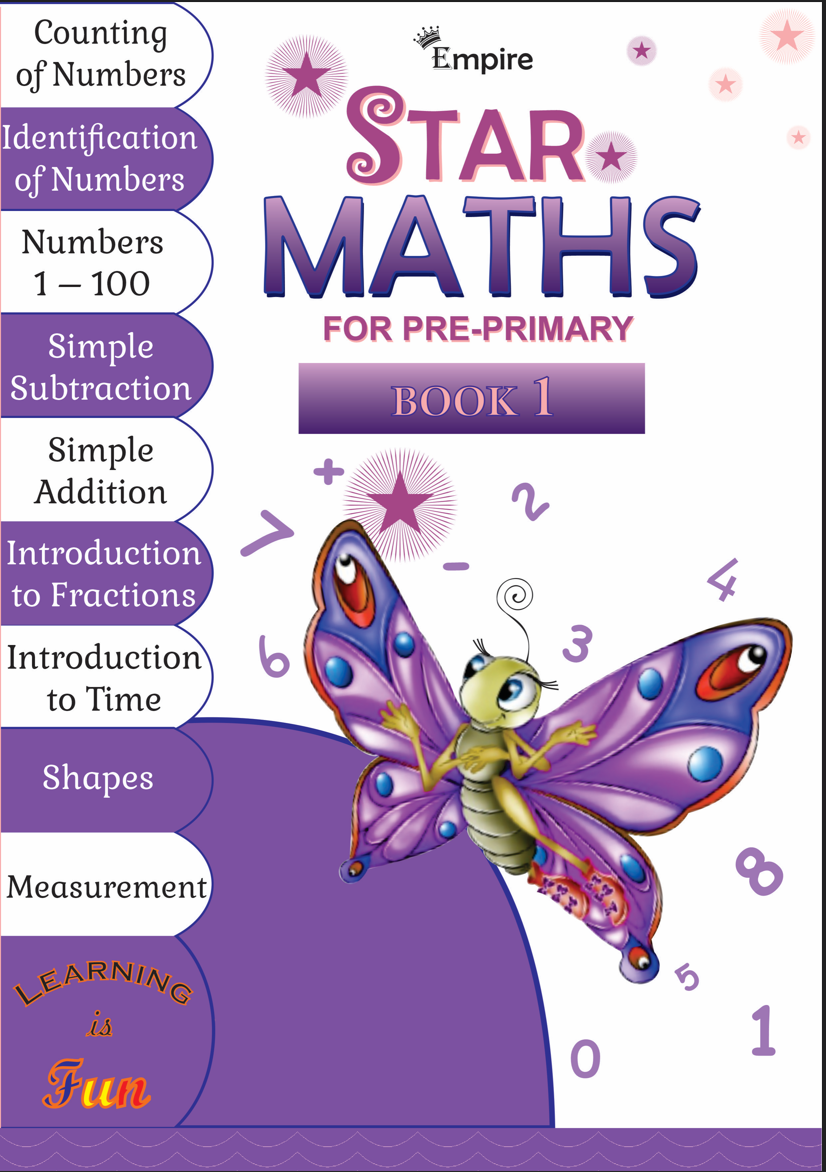 Counting
of Numbers
Identification
of Numbers
Numbers
1 – 100
Simple
Subtraction
Simple
Addition
Introduction
to Fractions
Introduction
to Time
Shapes
Measurement
LEARNING
is
Fun
Empire
STAR
MATHS
FOR PRE-PRIMARY
BOOK 1
+
2
7
-
4
3
6
8
5
1
0